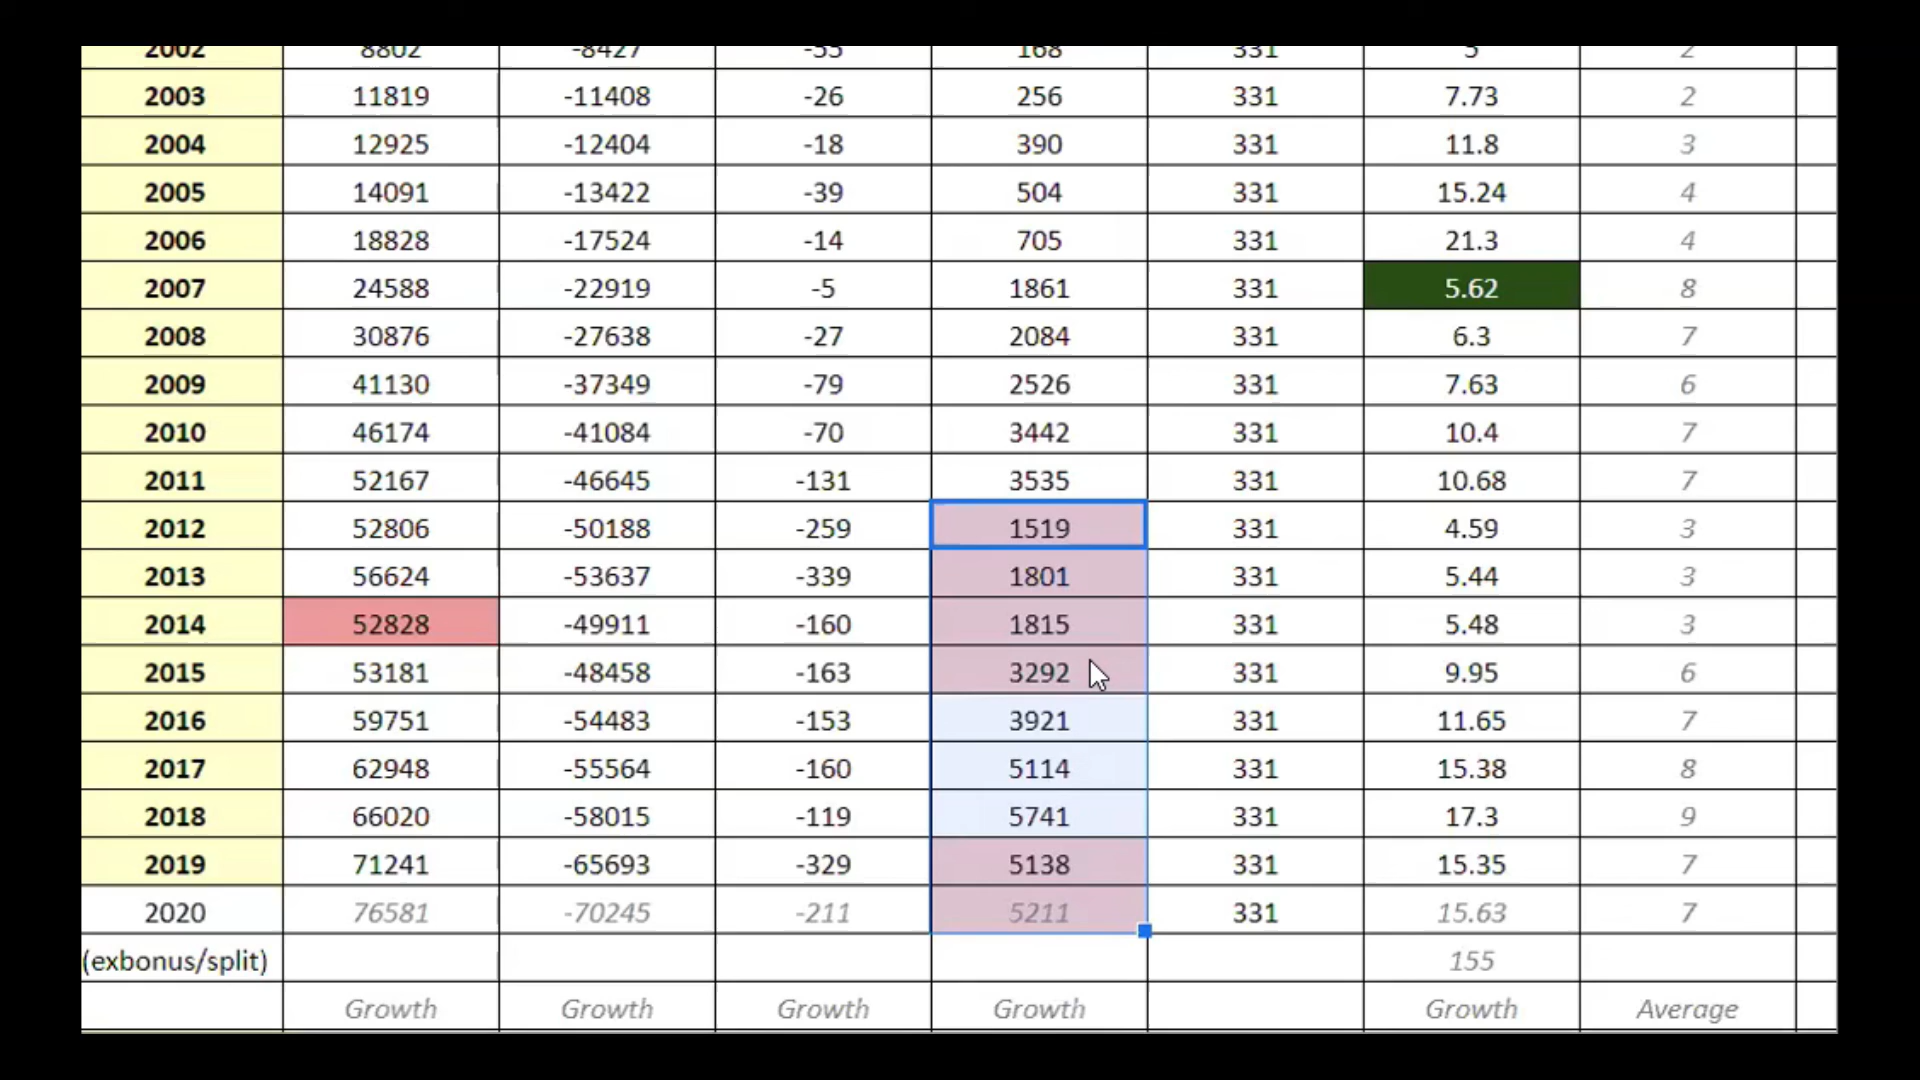 2002 8802 -8427 -55 168 331 5 2
2003 11819 -11408 -26 256 331 7.73 2
2004 12925 -12404 -18 390 331 11.8 3
2005 14091 -13422 -39 504 331 15.24 4
2006 18828 -17524 -14 705 331 21.3 4
2007 24588 -22919 -5 1861 331 5.62 8
2008 30876 -27638 -27 2084 331 6.3 7
2009 41130 -37349 -79 2526 331 7.63 6
2010 46174 -41084 -70 3442 331 10.4 7
2011 52167 -46645 -131 3535 331 10.68 7
2012 52806 -50188 -259 1519 331 4.59 3
2013 56624 -53637 -339 1801 331 5.44 3
2014 52828 -49911 -160 1815 331 5.48 3
2015 53181 -48458 -163 3292 331 9.95 6
2016 59751 -54483 -153 3921 331 11.65 7
2017 62948 -55564 -160 5114 331 15.38 8
2018 66020 -58015 -119 5741 331 17.3 9
2019 71241 -65693 -329 5138 331 15.35 7
2020 76581 -70245 -211 5211 331 15.63 7
(exbonus/split) 155
Growth Growth Growth Growth Growth Average